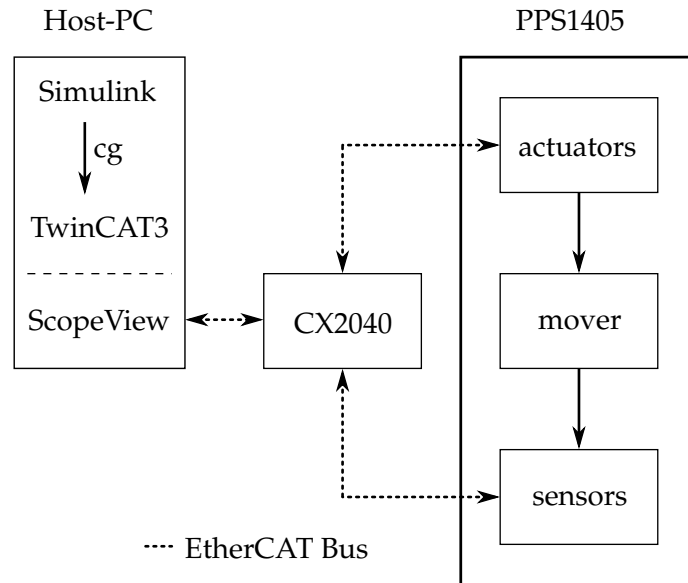 Host-PC
PPS1405
Simulink
cg
TwinCAT3
ScopeView
CX2040
actuators
mover
sensors
EtherCAT Bus